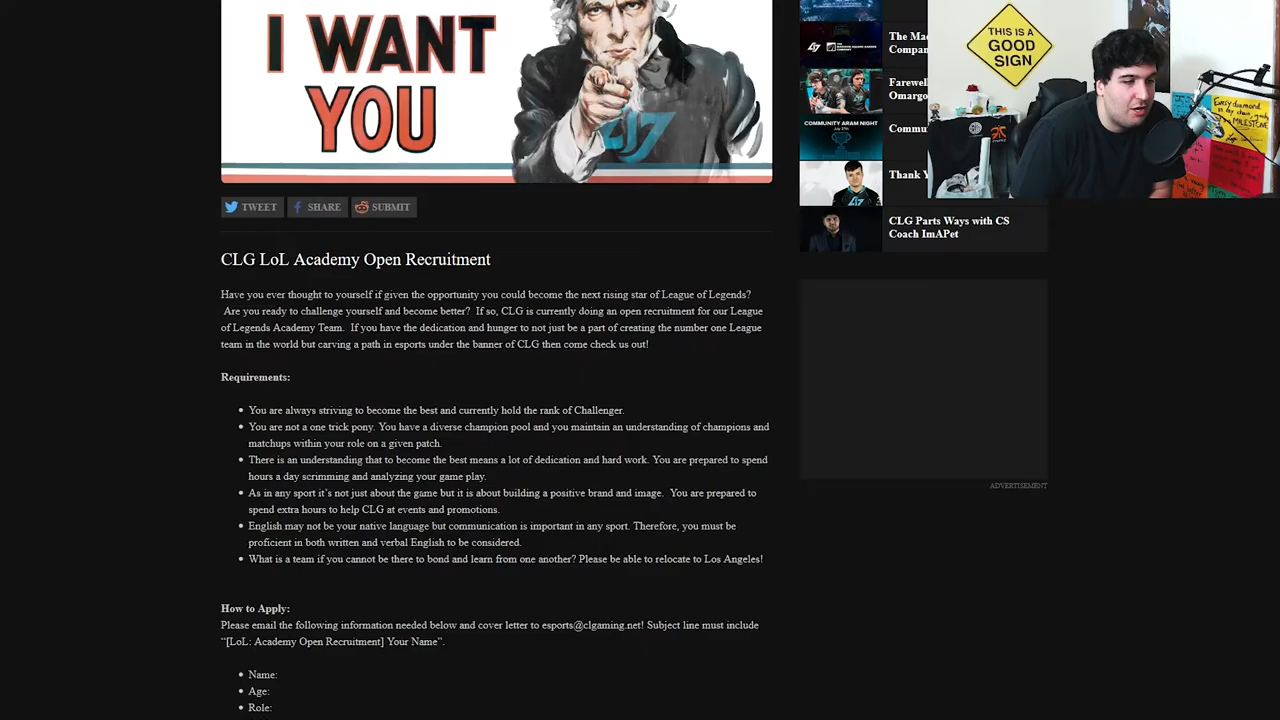 I WANT
YOU
TWEET
SHARE
SUBMIT
CLG LoL Academy Open Recruitment
Have you ever thought to yourself if given the opportunity you could become the next rising star of League of Legends?
Are you ready to challenge yourself and become better?  If so, CLG is currently doing an open recruitment for our League
of Legends Academy Team.  If you have the dedication and hunger to not just be a part of creating the number one League
team in the world but carving a path in esports under the banner of CLG then come check us out!
Requirements:
• You are always striving to become the best and currently hold the rank of Challenger.
• You are not a one trick pony. You have a diverse champion pool and you maintain an understanding of champions and
matchups within your role on a given patch.
• There is an understanding that to become the best means a lot of dedication and hard work. You are prepared to spend
hours a day scrimming and analyzing your game play.
• As in any sport it's not just about the game but it is about building a positive brand and image.  You are prepared to
spend extra hours to help CLG at events and promotions.
• English may not be your native language but communication is important in any sport. Therefore, you must be
proficient in both written and verbal English to be considered.
• What is a team if you cannot be there to bond and learn from one another? Please be able to relocate to Los Angeles!
How to Apply:
Please email the following information needed below and cover letter to esports@clgaming.net! Subject line must include
“[LoL: Academy Open Recruitment] Your Name”.
• Name:
• Age:
• Role:
The Mad
Compan
Farewel
Omargo
COMMUNITY ARAM NIGHT
July 27th
Commu
Thank Y
CLG Parts Ways with CS
Coach ImAPet
ADVERTISEMENT
THIS IS A
GOOD
SIGN
FNATIC
Every diamond
MILESTONE